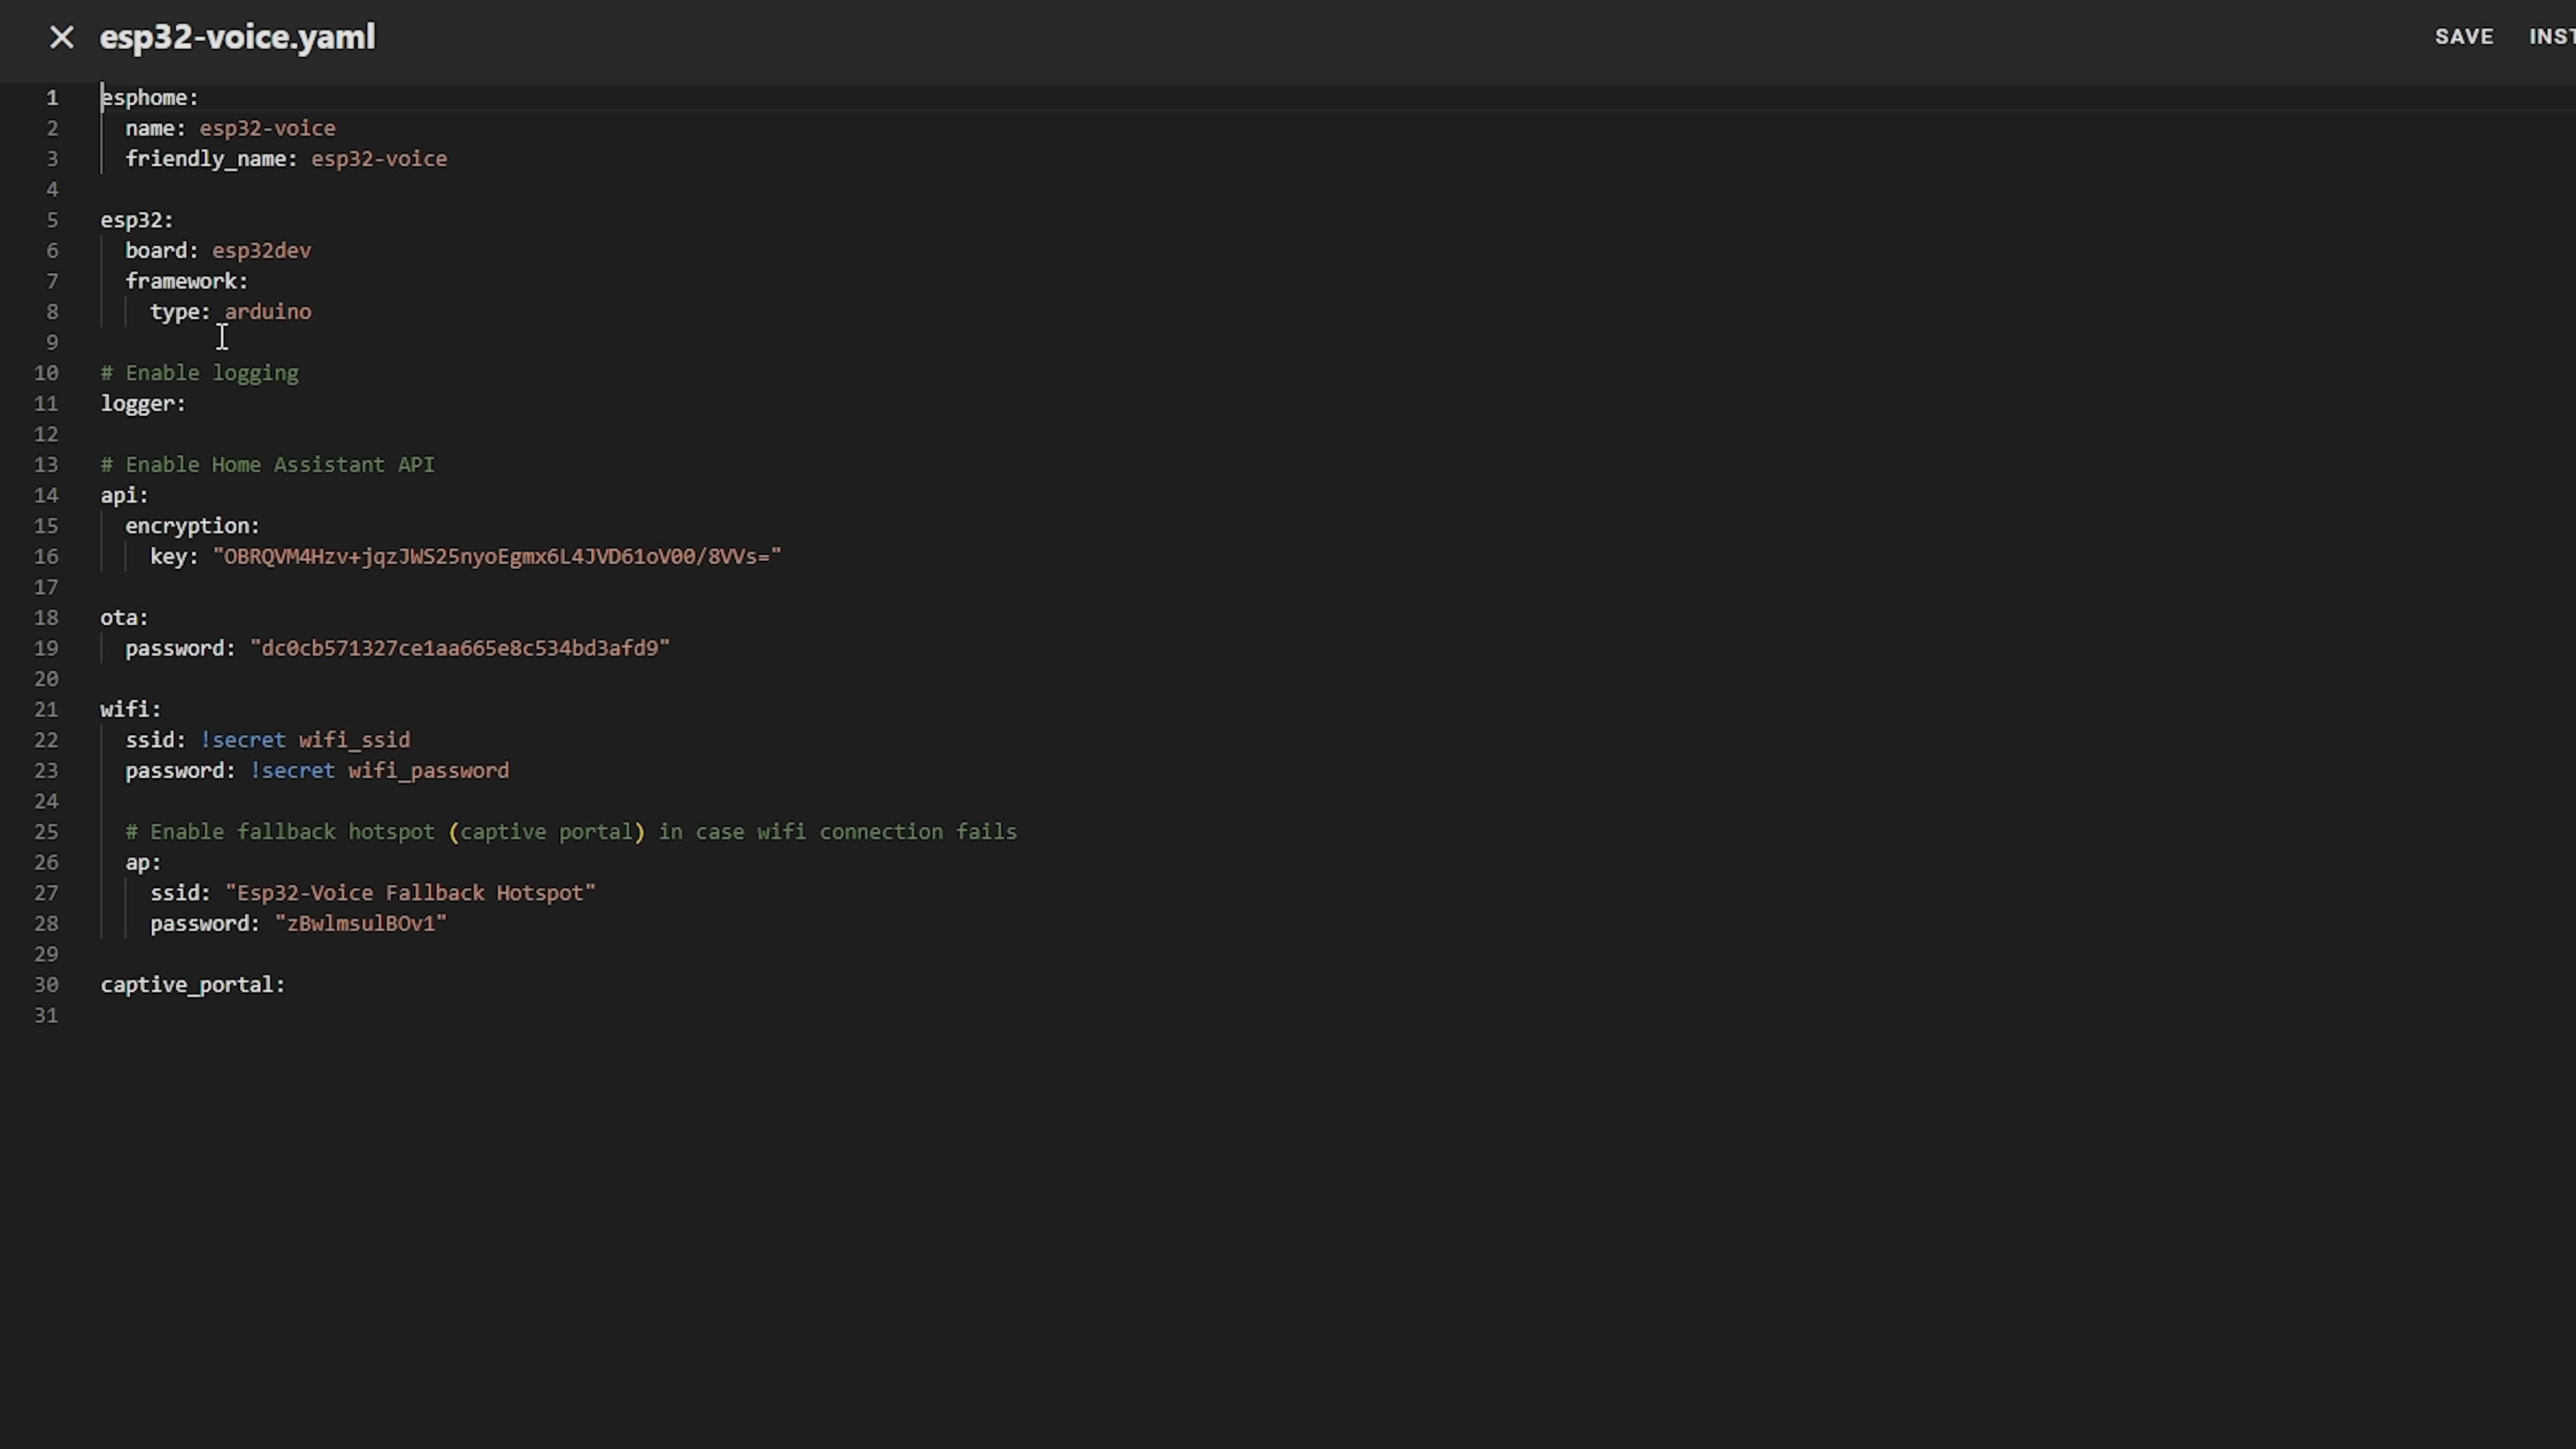 esp32-voice.yaml
SAVE INST
1 esphome:
2 name: esp32-voice
3 friendly_name: esp32-voice
4
5 esp32:
6 board: esp32dev
7 framework:
8 type: arduino
9
10 # Enable logging
11 logger:
12
13 # Enable Home Assistant API
14 api:
15 encryption:
16 key: "OBRQVM4Hzv+jqzJWS25nyoEgmx6L4JVD61oV00/8VVs="
17
18 ota:
19 password: "dc0cb571327ce1aa665e8c534bd3afd9"
20
21 wifi:
22 ssid: !secret wifi_ssid
23 password: !secret wifi_password
24
25 # Enable fallback hotspot (captive portal) in case wifi connection fails
26 ap:
27 ssid: "Esp32-Voice Fallback Hotspot"
28 password: "zBwlmsulBOv1"
29
30 captive_portal:
31